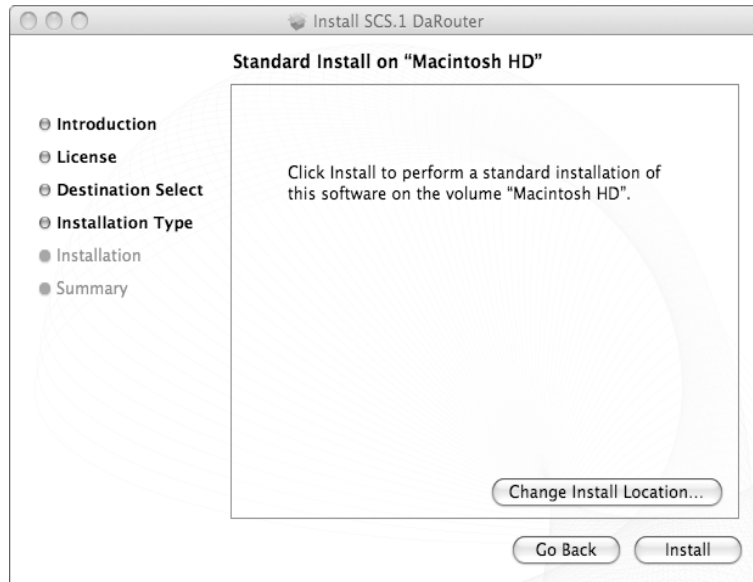 Install SCS.1 DaRouter
Standard Install on “Macintosh HD”
Introduction
License
Destination Select
Installation Type
Installation
Summary
Click Install to perform a standard installation of
this software on the volume “Macintosh HD”.
Change Install Location...
Go Back
Install